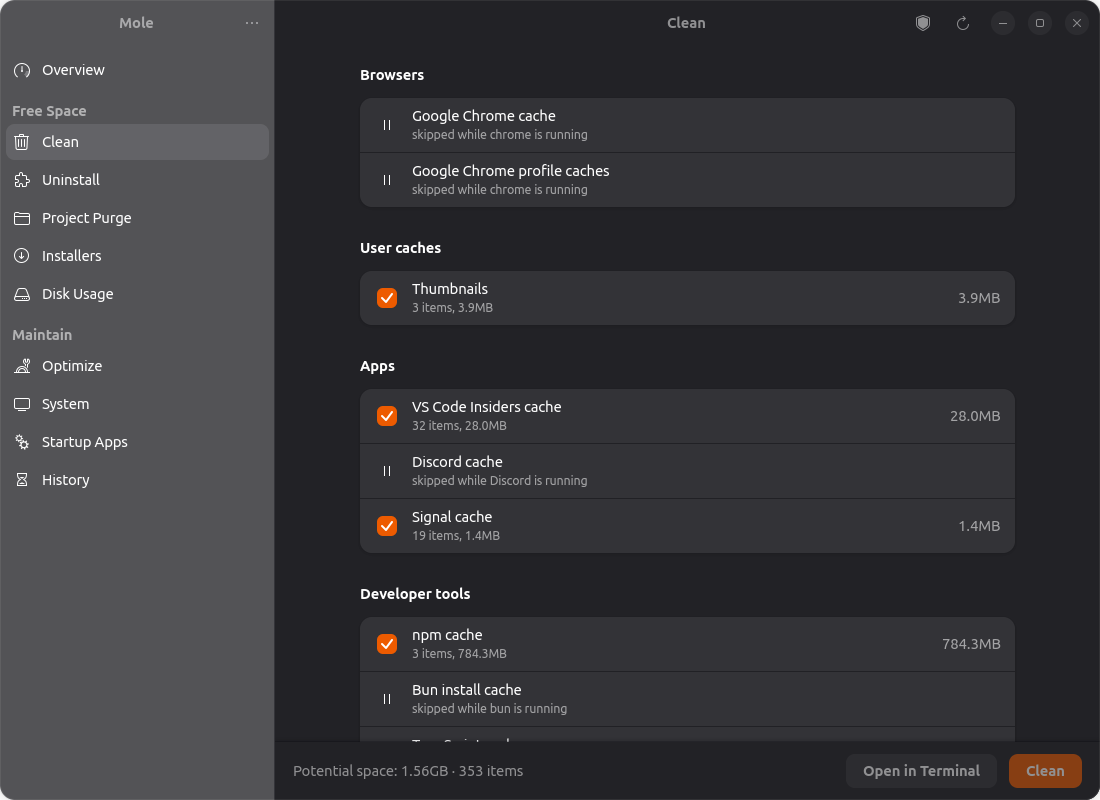 Mole
Clean
Overview
Free Space
Clean
Uninstall
Project Purge
Installers
Disk Usage
Maintain
Optimize
System
Startup Apps
History
Browsers
Google Chrome cache
skipped while chrome is running
Google Chrome profile caches
skipped while chrome is running
User caches
Thumbnails
3 items, 3.9MB
3.9MB
Apps
VS Code Insiders cache
32 items, 28.0MB
28.0MB
Discord cache
skipped while Discord is running
Signal cache
19 items, 1.4MB
1.4MB
Developer tools
npm cache
3 items, 784.3MB
784.3MB
Bun install cache
skipped while bun is running
Potential space: 1.56GB · 353 items
Open in Terminal
Clean